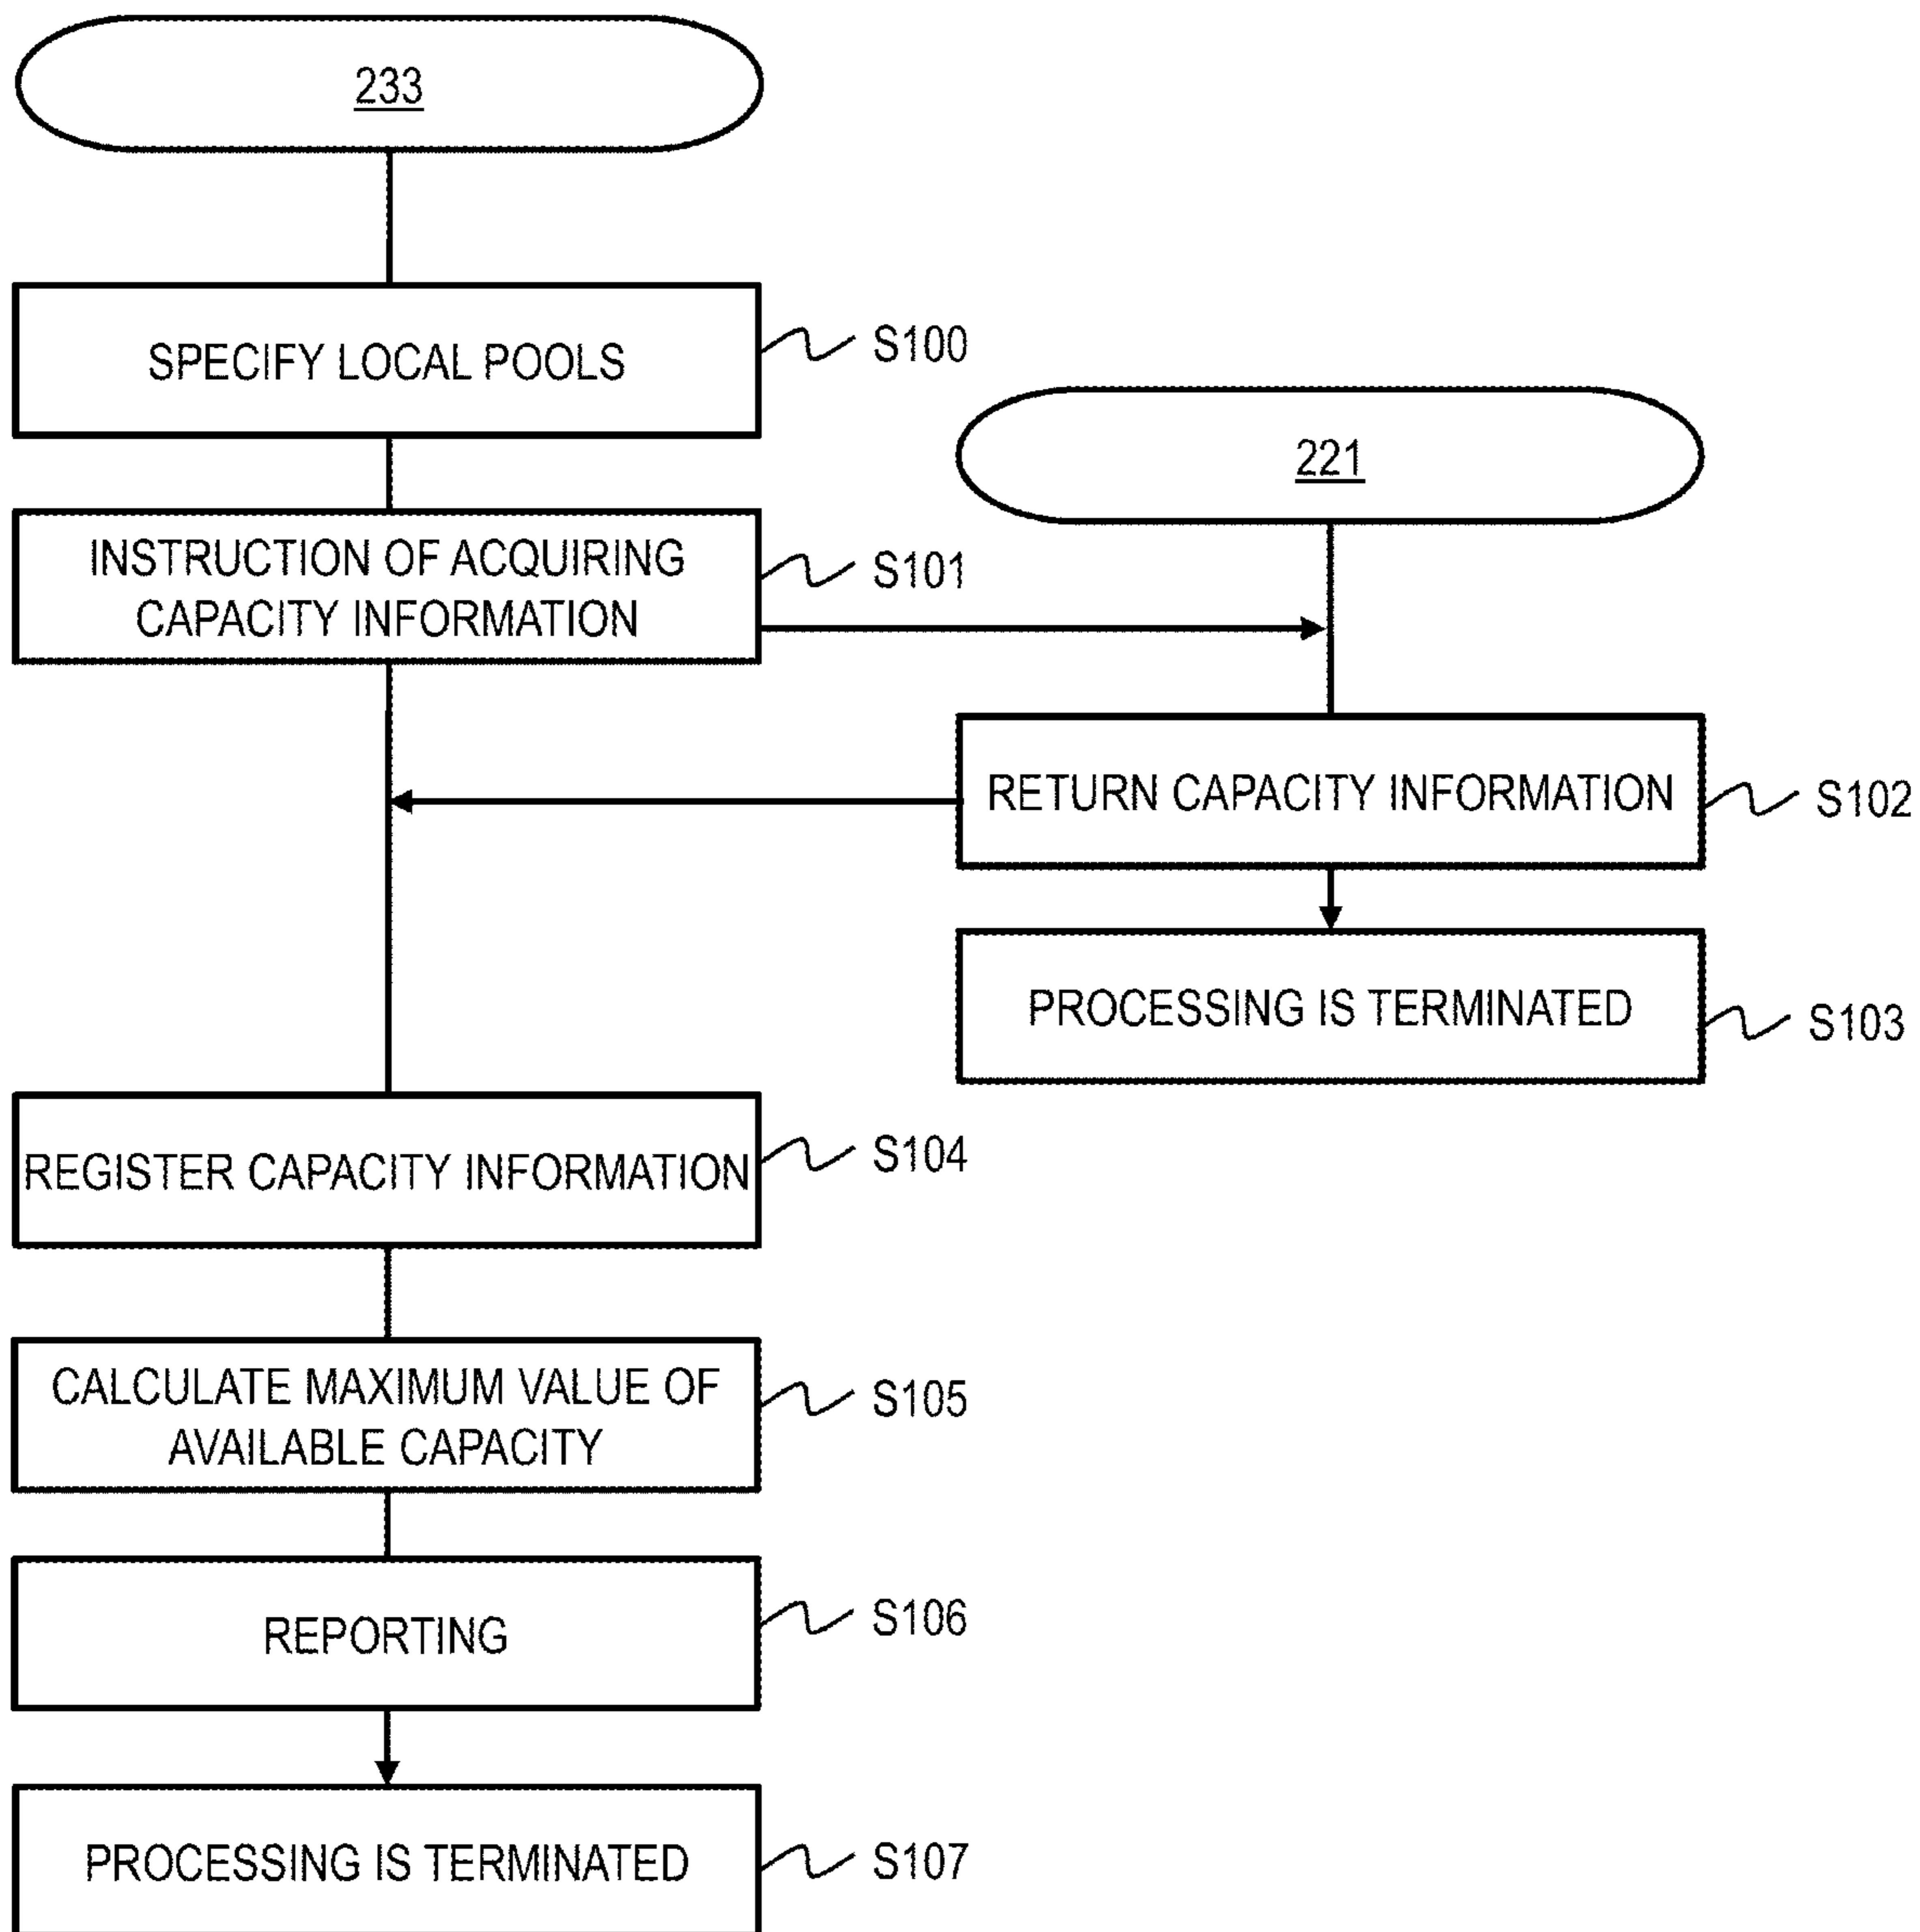 233
SPECIFY LOCAL POOLS
S100
221
INSTRUCTION OF ACQUIRING
CAPACITY INFORMATION
S101
RETURN CAPACITY INFORMATION
S102
PROCESSING IS TERMINATED
S103
REGISTER CAPACITY INFORMATION
S104
CALCULATE MAXIMUM VALUE OF
AVAILABLE CAPACITY
S105
REPORTING
S106
PROCESSING IS TERMINATED
S107